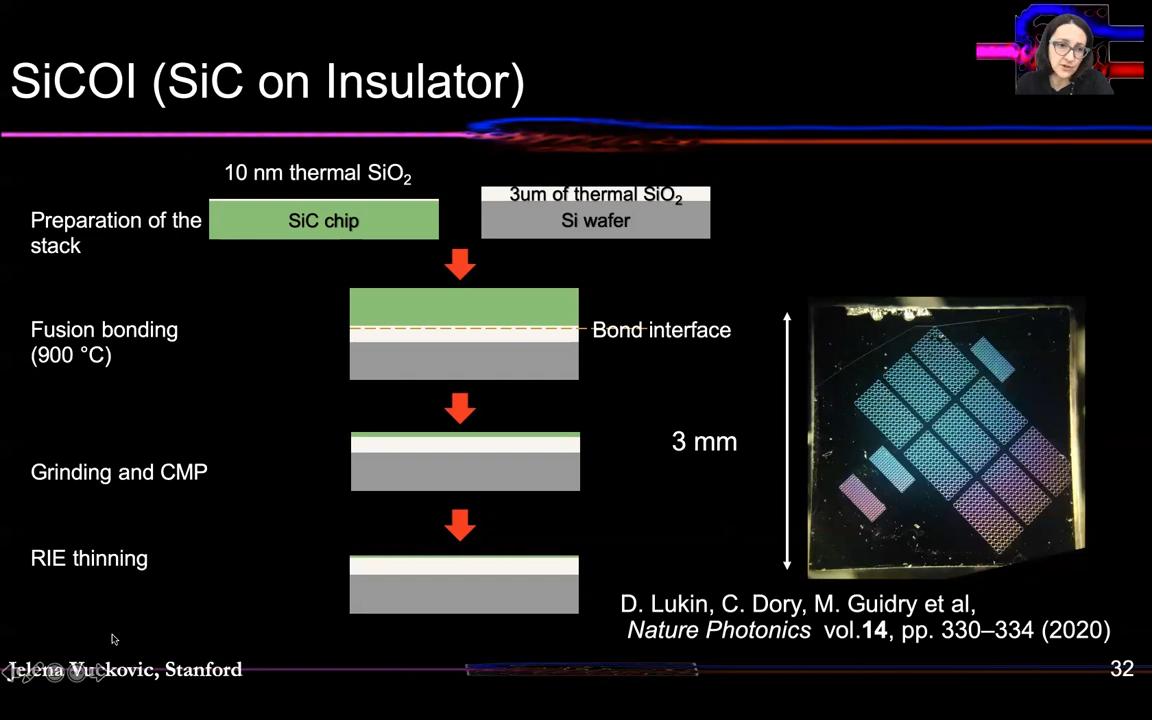 SiCOI (SiC on Insulator)
10 nm thermal SiO₂
3um of thermal SiO₂
Preparation of the
stack
SiC chip
Si wafer
Fusion bonding
(900 °C)
Bond interface
3 mm
Grinding and CMP
RIE thinning
D. Lukin, C. Dory, M. Guidry et al,
Nature Photonics vol.14, pp. 330–334 (2020)
Jelena Vuckovic, Stanford
32